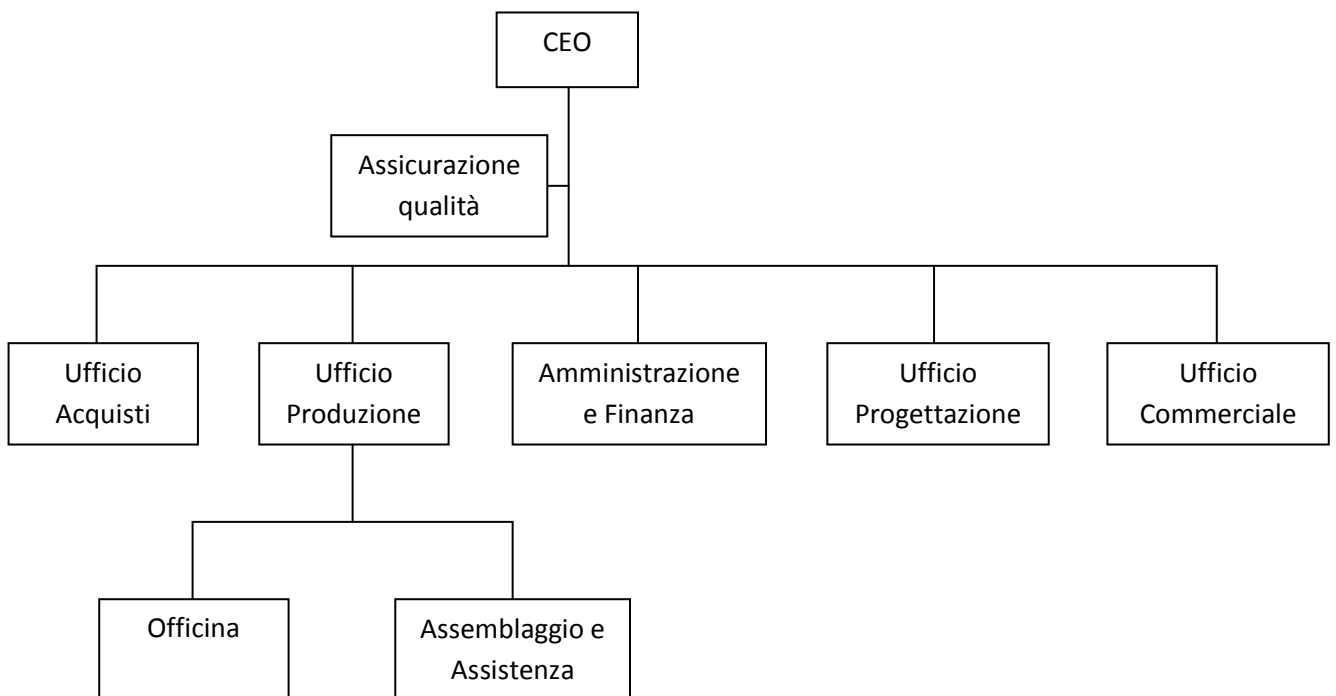 CEO
Assicurazione
qualità
Ufficio
Acquisti
Ufficio
Produzione
Amministrazione
e Finanza
Ufficio
Progettazione
Ufficio
Commerciale
Officina
Assemblaggio e
Assistenza